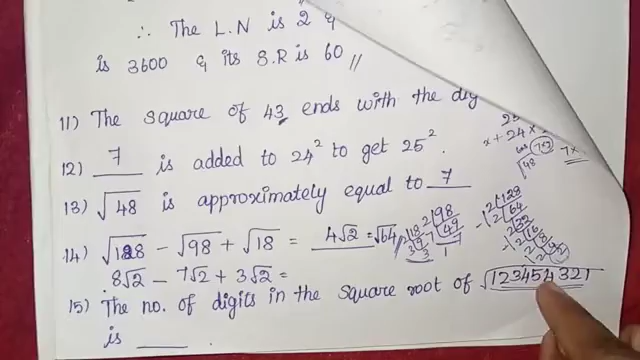 ∴ The L.N is 2 &
is 3600 & its S.R is 60 //
11) The square of 43 ends with the dig
12) 7 is added to 24² to get 25².
13) √48 is approximately equal to 7
14) √128 - √98 + √18 = 4√2 = √64
8√2 - 7√2 + 3√2 =
15) The no. of digits in the square root of √123454321
is ____